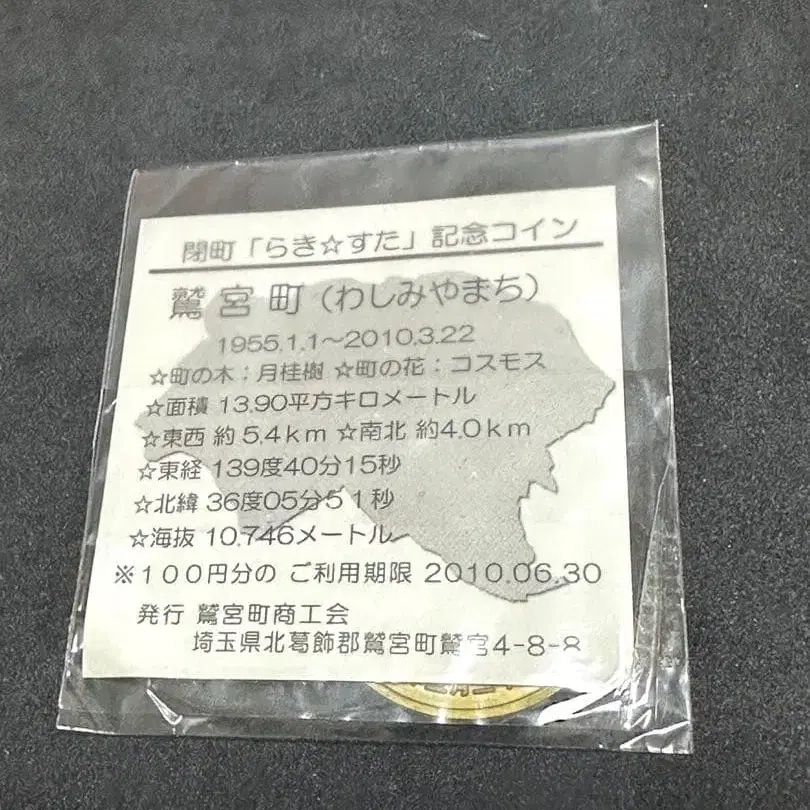 閉町「らき☆すた」記念コイン
鷲宮町(わしみやまち)
1955.1.1～2010.3.22
☆町の木：月桂樹 ☆町の花：コスモス
☆面積 13.90平方キロメートル
☆東西 約 5.4km ☆南北 約4.0km
☆東経 139度40分15秒
☆北緯 36度05分51秒
☆海抜 10.746メートル
※100円分の ご利用期限 2010.06.30
発行 鷲宮町商工会
埼玉県北葛飾郡鷲宮町鷲宮4-8-8